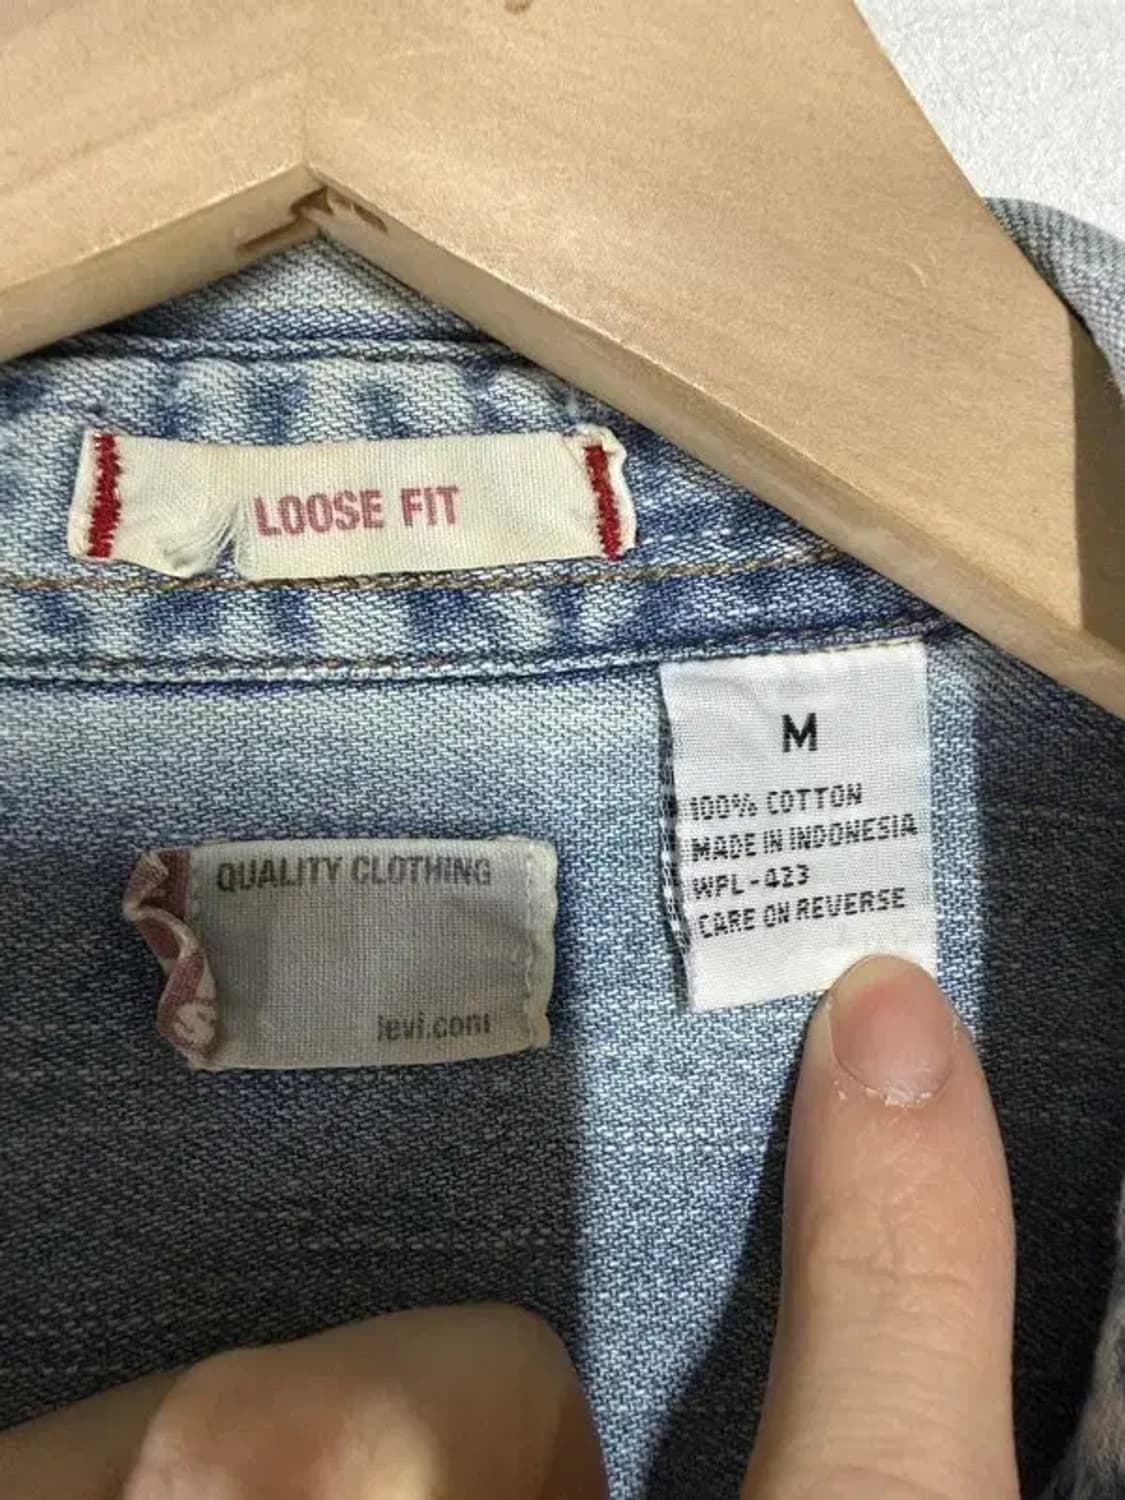 LOOSE FIT
M
100% COTTON
MADE IN INDONESIA
WPL-423
CARE ON REVERSE
QUALITY CLOTHING
levi.com